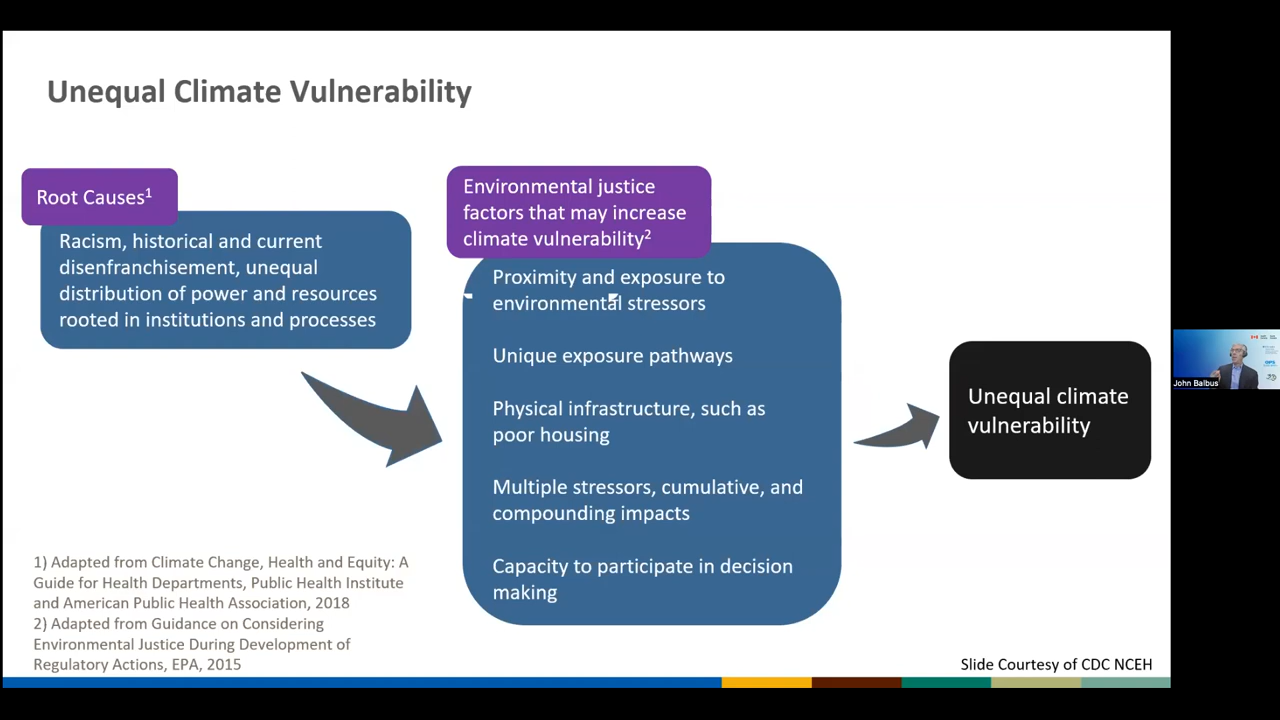 Unequal Climate Vulnerability
Root Causes1
Racism, historical and current
disenfranchisement, unequal
distribution of power and resources
rooted in institutions and processes
Environmental justice
factors that may increase
climate vulnerability2
Proximity and exposure to
environmental stressors
Unique exposure pathways
Physical infrastructure, such as
poor housing
Multiple stressors, cumulative, and
compounding impacts
Capacity to participate in decision
making
Unequal climate
vulnerability
John Balbus
1) Adapted from Climate Change, Health and Equity: A
Guide for Health Departments, Public Health Institute
and American Public Health Association, 2018
2) Adapted from Guidance on Considering
Environmental Justice During Development of
Regulatory Actions, EPA, 2015
Slide Courtesy of CDC NCEH